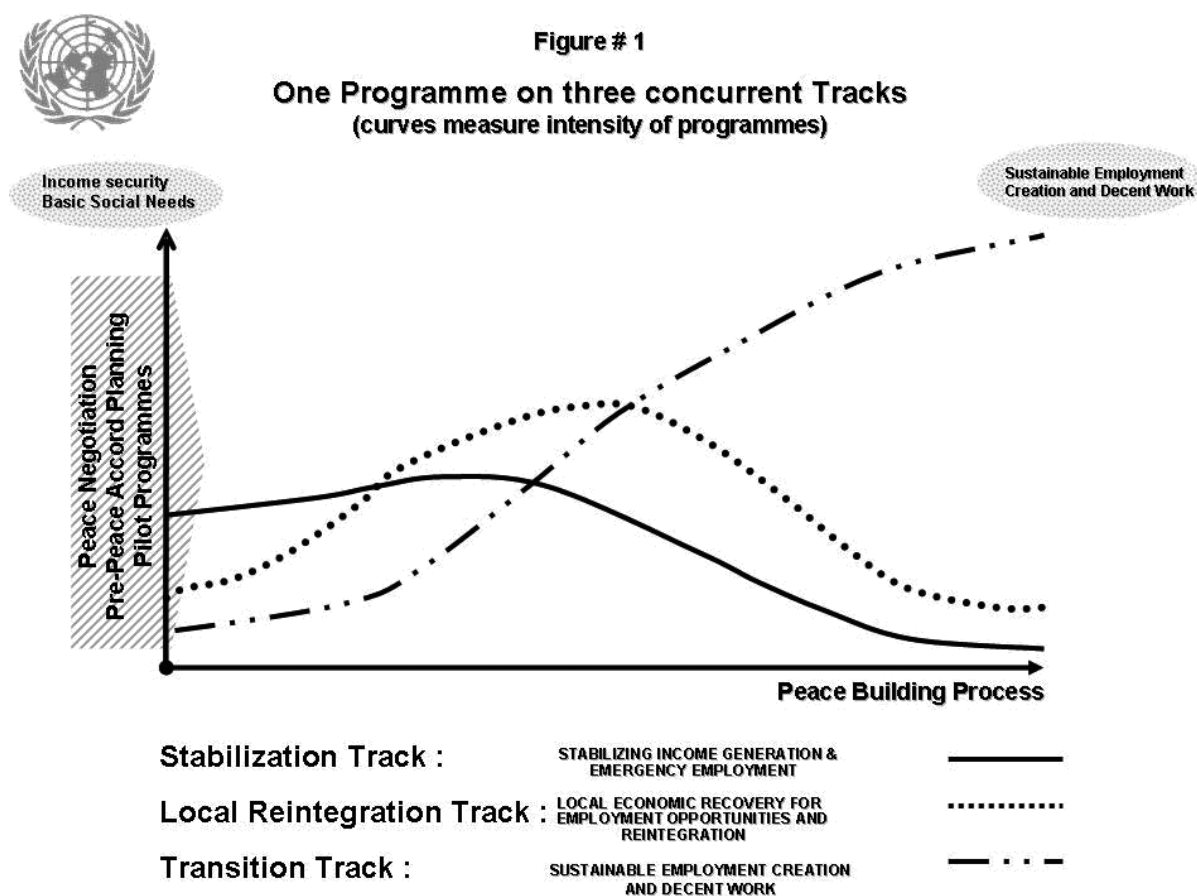 Figure # 1
One Programme on three concurrent Tracks
(curves measure intensity of programmes)
Income security
Basic Social Needs
Sustainable Employment
Creation and Decent Work
Peace Negotiation
Pre-Peace Accord Planning
Pilot Programmes
Peace Building Process
Stabilization Track :
STABILIZING INCOME GENERATION &
EMERGENCY EMPLOYMENT
Local Reintegration Track :
LOCAL ECONOMIC RECOVERY FOR
EMPLOYMENT OPPORTUNITIES AND
REINTEGRATION
Transition Track :
SUSTAINABLE EMPLOYMENT CREATION
AND DECENT WORK